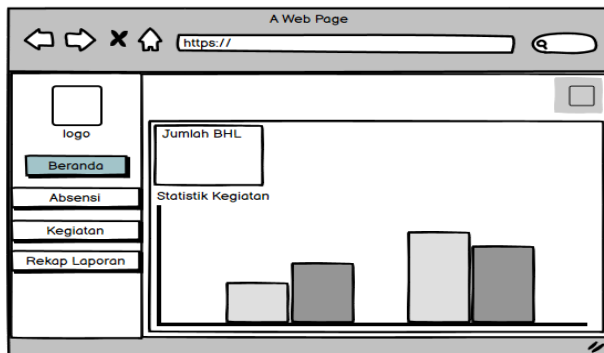 A Web Page
https://
logo
Beranda
Absensi
Kegiatan
Rekap Laporan
Jumlah BHL
Statistik Kegiatan